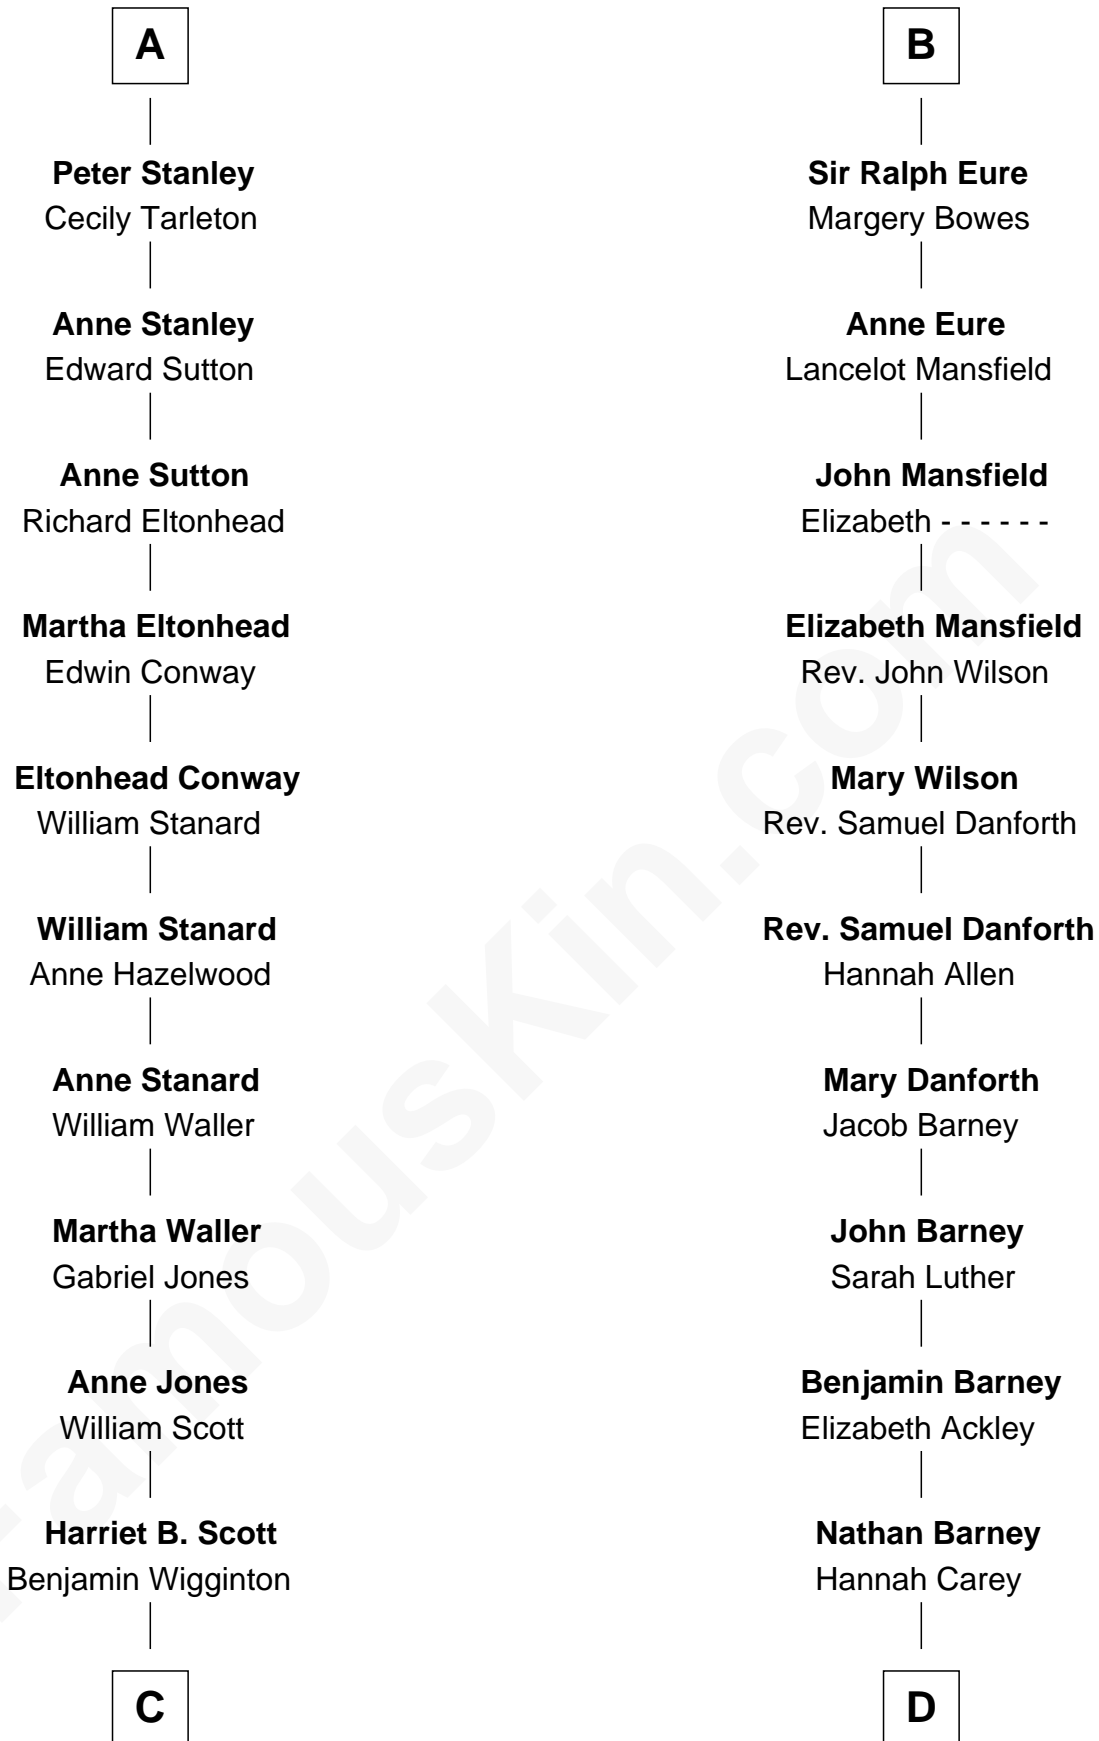 A
Peter Stanley
Cecily Tarleton
Anne Stanley
Edward Sutton
Anne Sutton
Richard Eltonhead
Martha Eltonhead
Edwin Conway
Eltonhead Conway
William Stanard
William Stanard
Anne Hazelwood
Anne Stanard
William Waller
Martha Waller
Gabriel Jones
Anne Jones
William Scott
Harriet B. Scott
Benjamin Wigginton
C
B
Sir Ralph Eure
Margery Bowes
Anne Eure
Lancelot Mansfield
John Mansfield
Elizabeth - - - - - -
Elizabeth Mansfield
Rev. John Wilson
Mary Wilson
Rev. Samuel Danforth
Rev. Samuel Danforth
Hannah Allen
Mary Danforth
Jacob Barney
John Barney
Sarah Luther
Benjamin Barney
Elizabeth Ackley
Nathan Barney
Hannah Carey
D
FamousKin.com